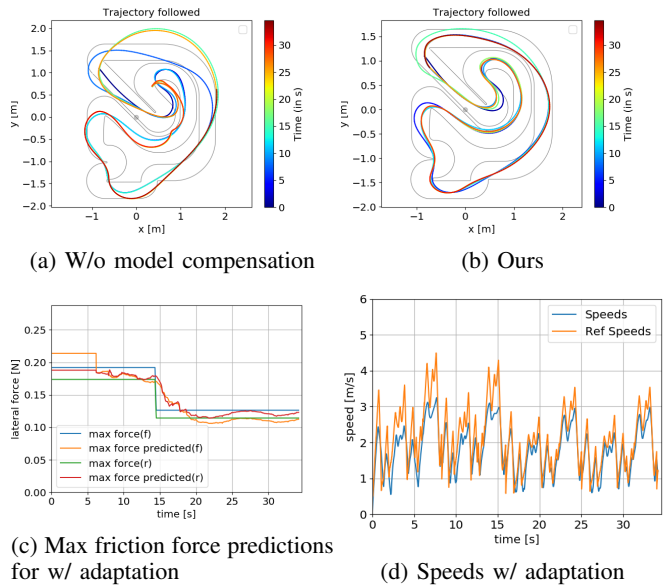 Trajectory followed
2.0
1.5
1.0
0.5
0.0
−0.5
−1.0
−1.5
−2.0
y [m]
−1 0 1 2
x [m]
30
25
20
15
10
5
0
Time (in s)
(a) W/o model compensation
Trajectory followed
2.0
1.5
1.0
0.5
0.0
−0.5
−1.0
−1.5
−2.0
y [m]
−1 0 1 2
x [m]
30
25
20
15
10
5
0
Time (in s)
(b) Ours
0.25
0.20
0.15
0.10
0.05
0.00
lateral force [N]
max force(f)
max force predicted(f)
max force(r)
max force predicted(r)
0 5 10 15 20 25 30
time [s]
(c) Max friction force predictions
for w/ adaptation
6
5
4
3
2
1
0
speed [m/s]
Speeds
Ref Speeds
0 5 10 15 20 25 30
time [s]
(d) Speeds w/ adaptation